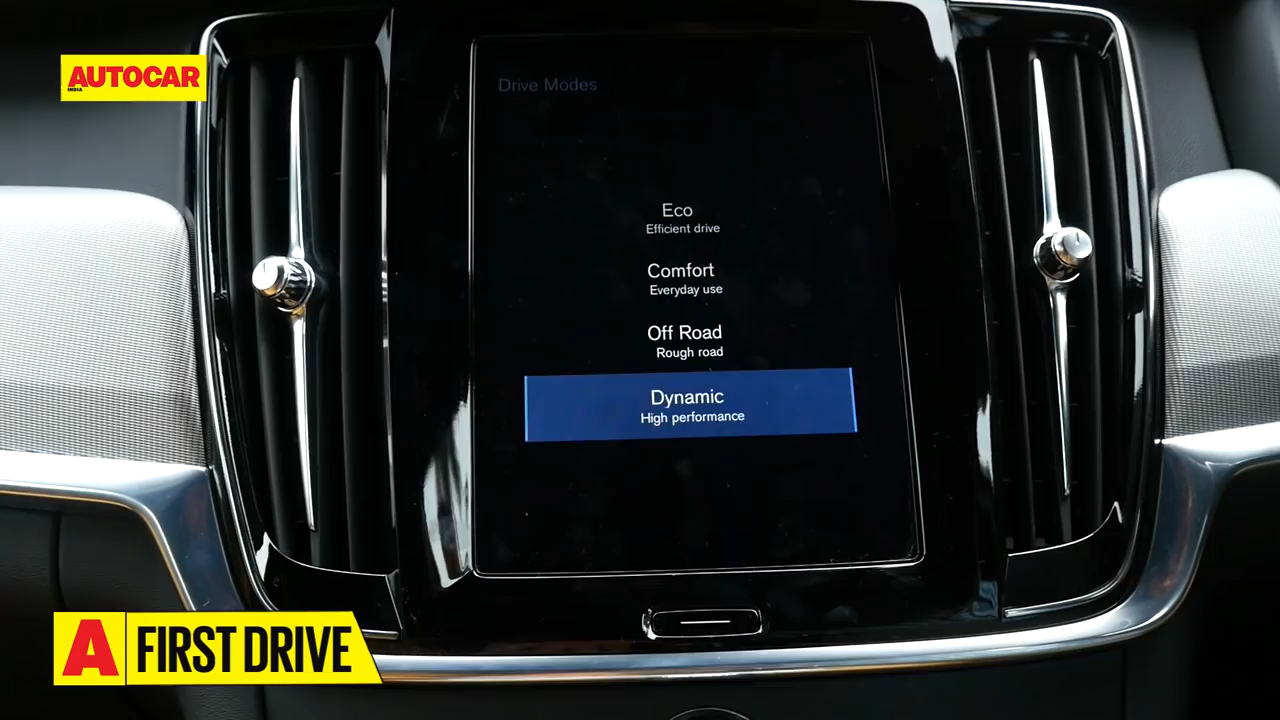 AUTOCAR
INDIA
Drive Modes
Eco
Efficient drive
Comfort
Everyday use
Off Road
Rough road
Dynamic
High performance
A FIRST DRIVE